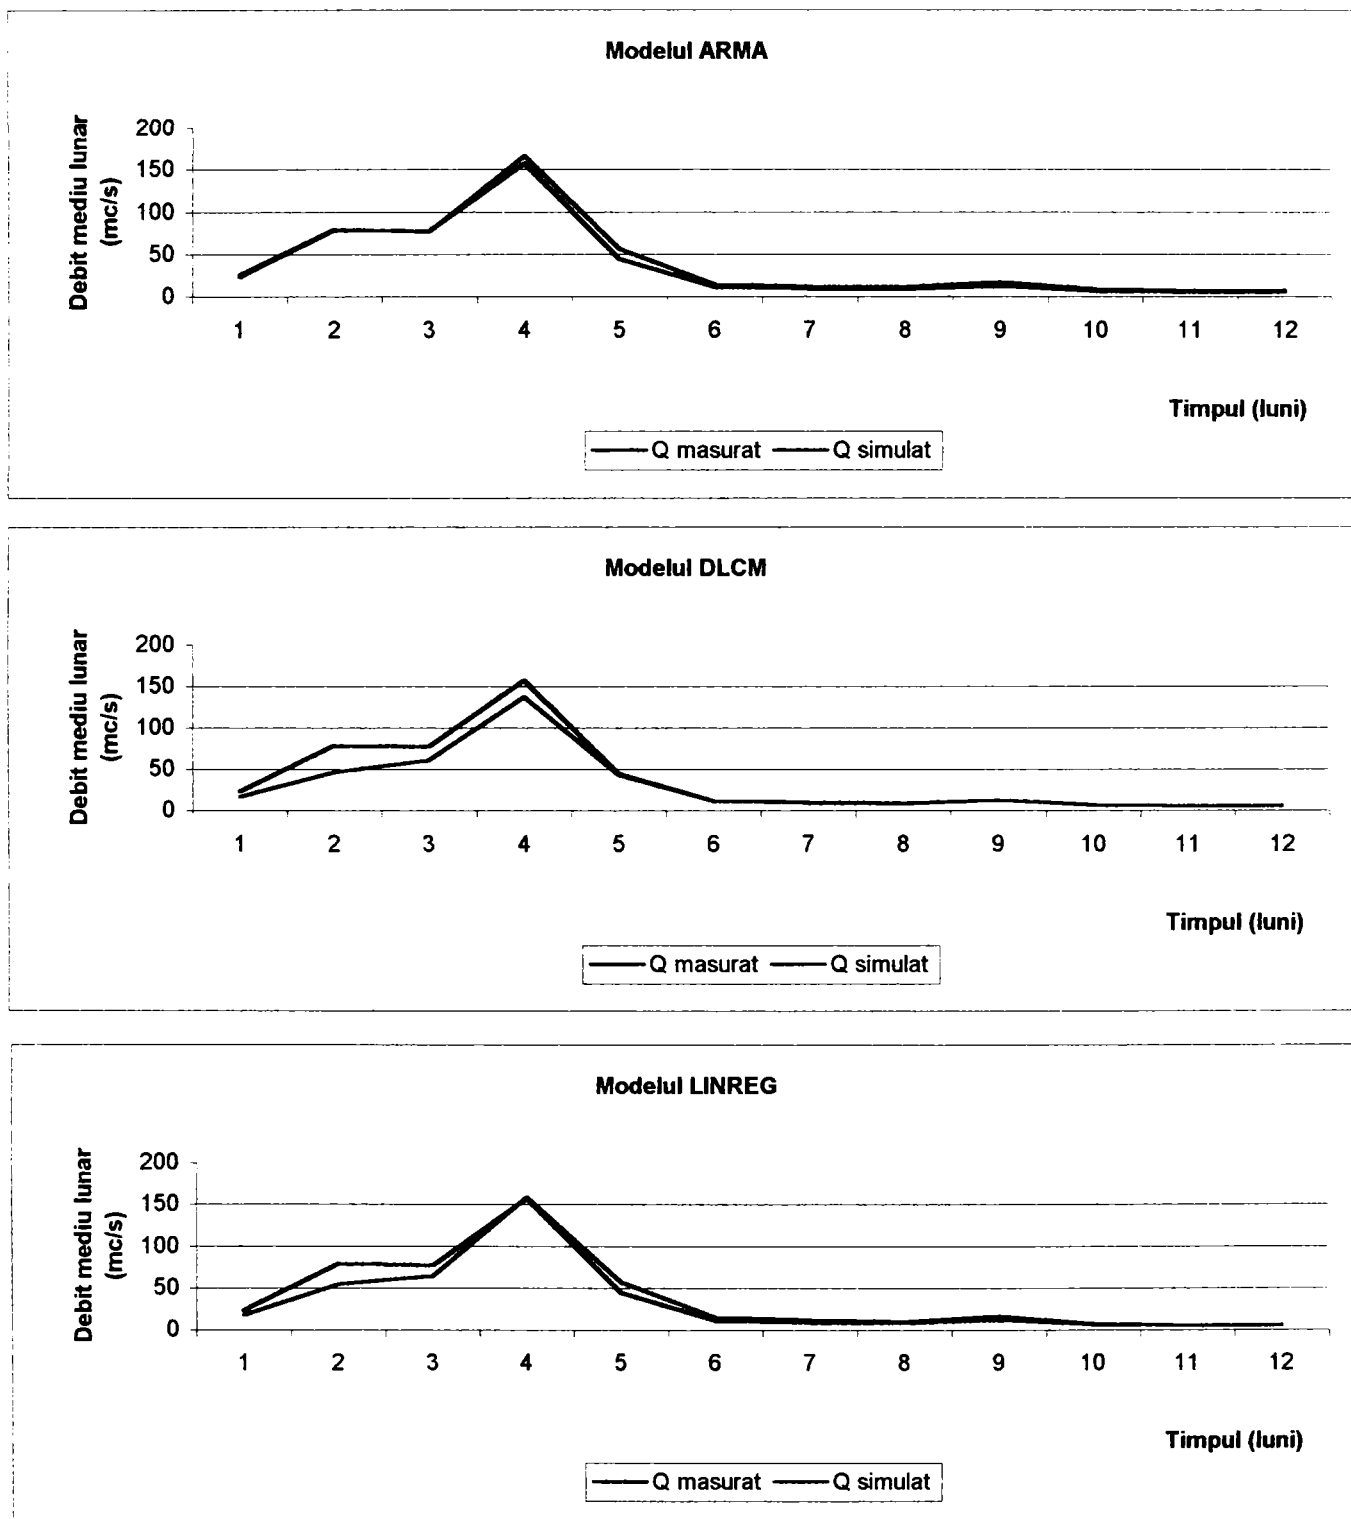 Modelul ARMA
Debit mediu lunar
(mc/s)
200
150
100
50
0
1 2 3 4 5 6 7 8 9 10 11 12
Timpul (luni)
Q masurat Q simulat
Modelul DLCM
Debit mediu lunar
(mc/s)
200
150
100
50
0
1 2 3 4 5 6 7 8 9 10 11 12
Timpul (luni)
Q masurat Q simulat
Modelul LINREG
Debit mediu lunar
(mc/s)
200
150
100
50
0
1 2 3 4 5 6 7 8 9 10 11 12
Timpul (luni)
Q masurat Q simulat